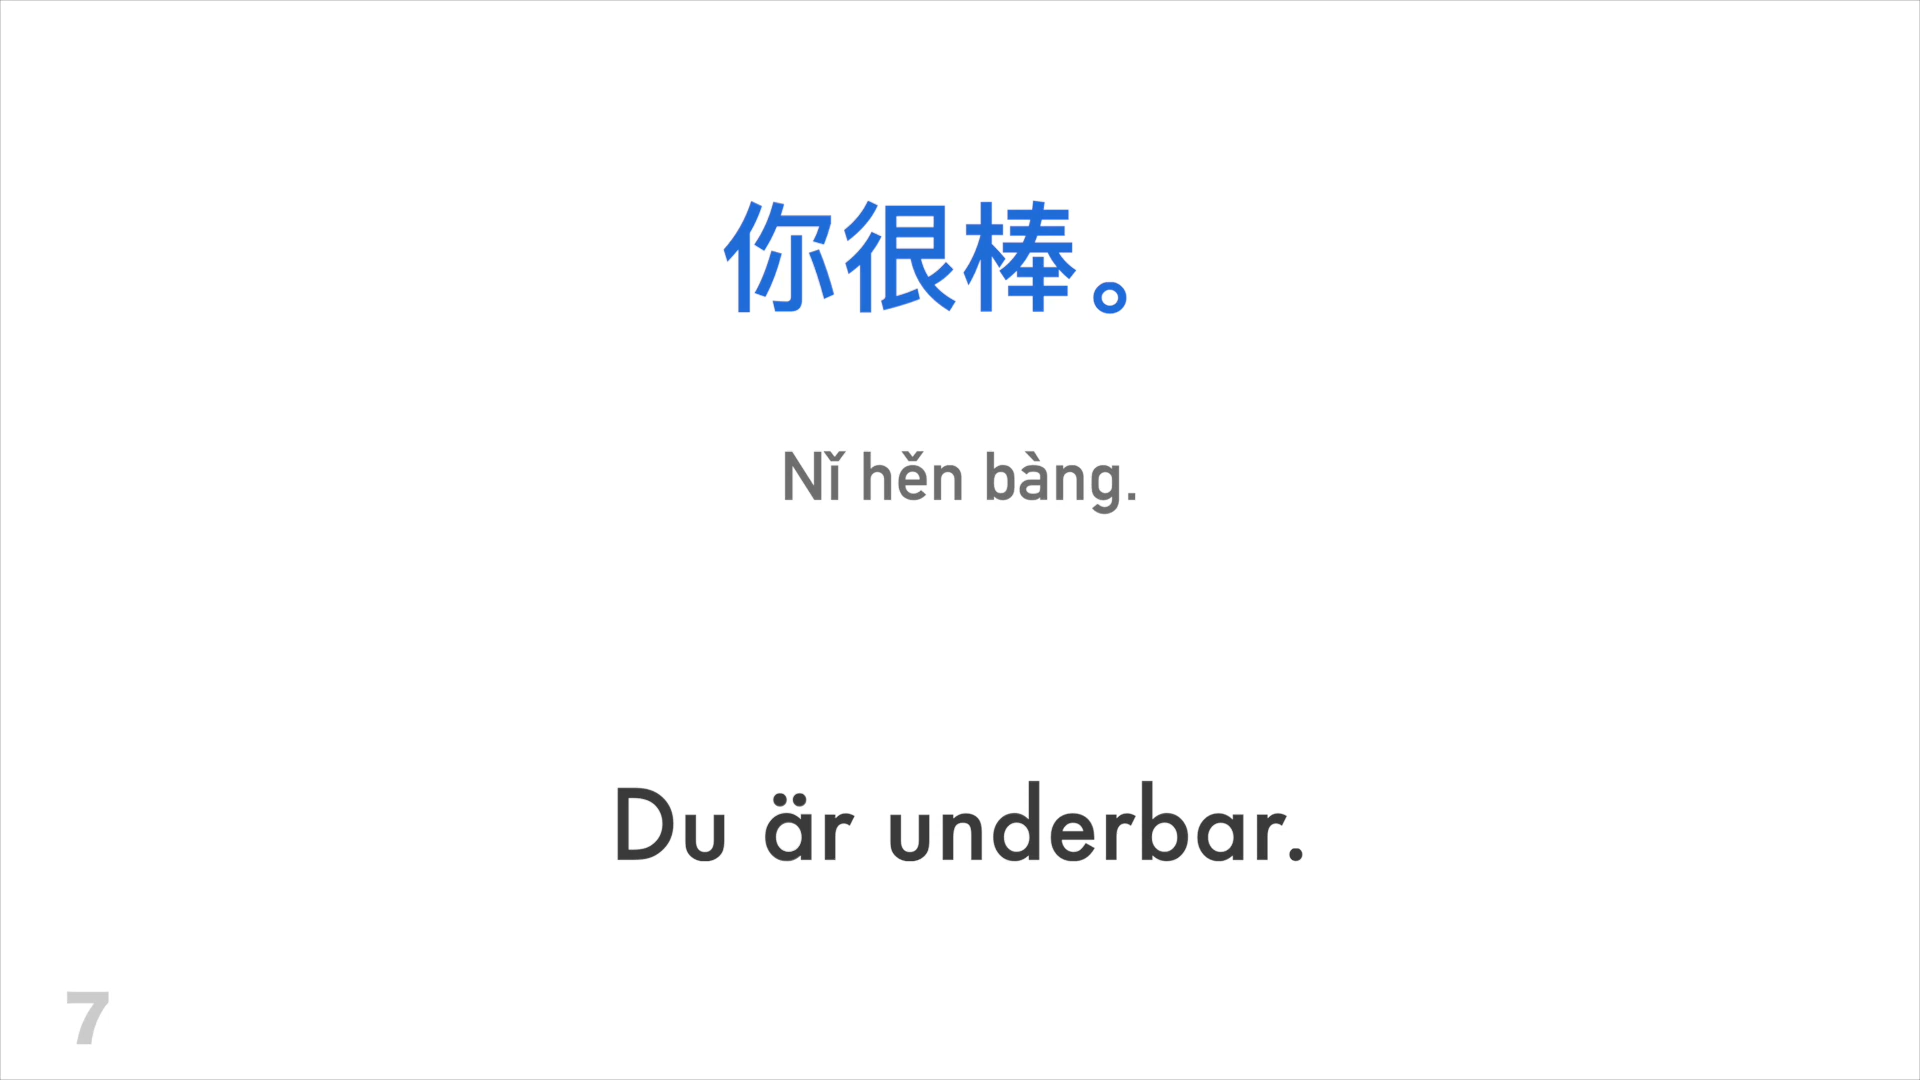 你很棒。
Nǐ hěn bàng.
Du är underbar.
7